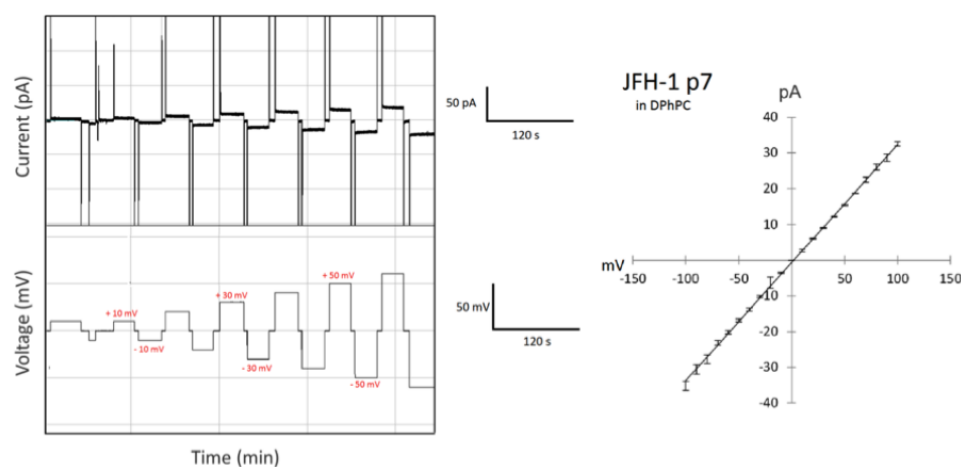 Current (pA)
50 pA
120 s
Voltage (mV)
+ 10 mV
- 10 mV
+ 30 mV
- 30 mV
+ 50 mV
- 50 mV
50 mV
120 s
Time (min)
JFH-1 p7
in DPhPC
pA
40
30
20
10
0
mV
-150 -100 -50 0 50 100 150
-10
-20
-30
-40